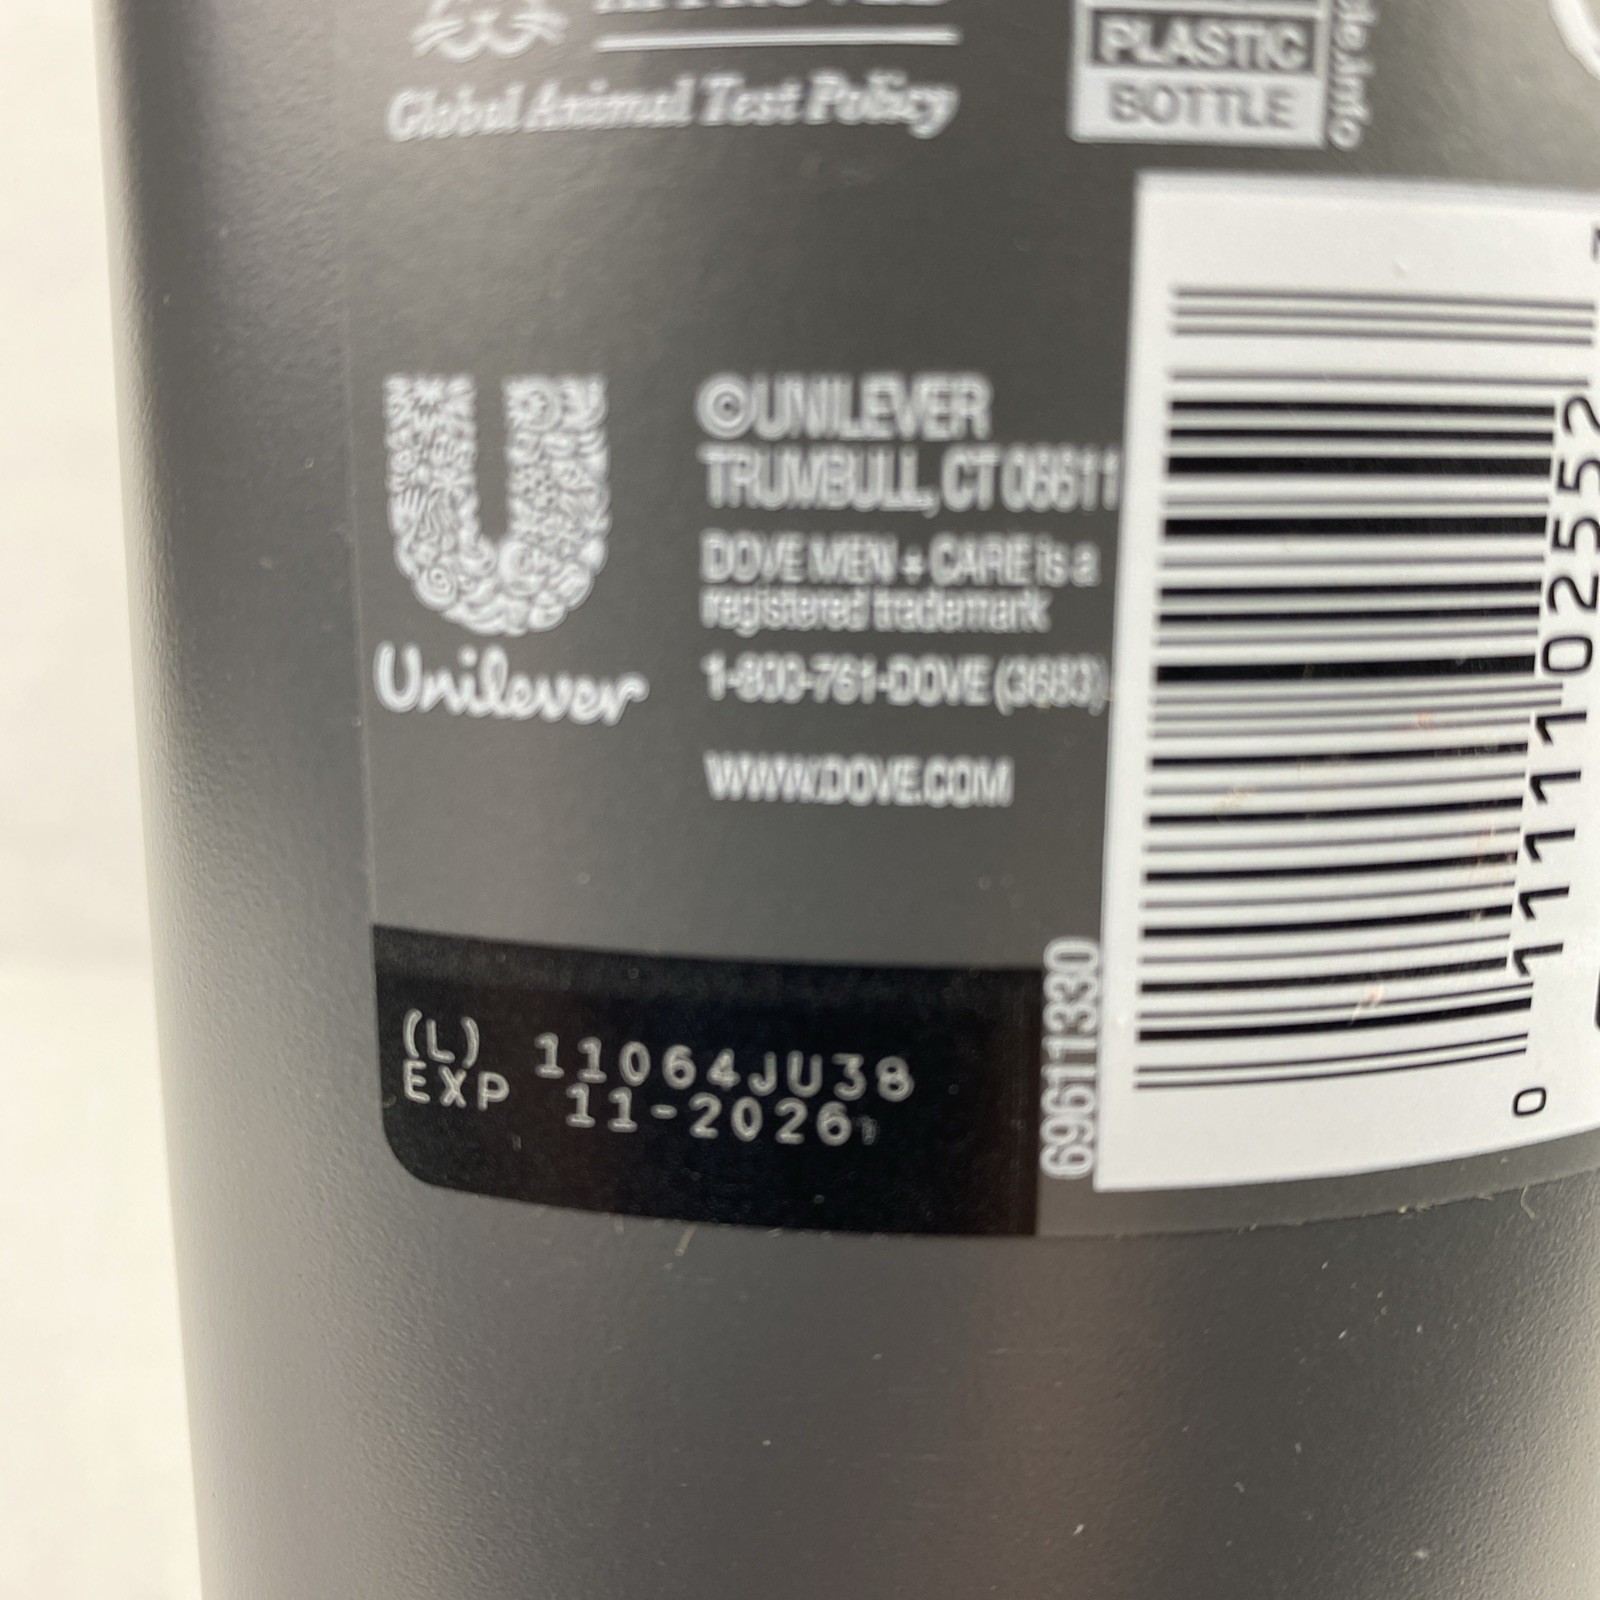 Global Animal Test Policy
PLASTIC
BOTTLE
Unilever
©UNILEVER
TRUMBULL, CT 06611
DOVE MEN + CARE is a
registered trademark
1-800-761-DOVE (3683)
WWW.DOVE.COM
(L) 11064JU38
EXP 11-2026
69611330
0 11111 02552